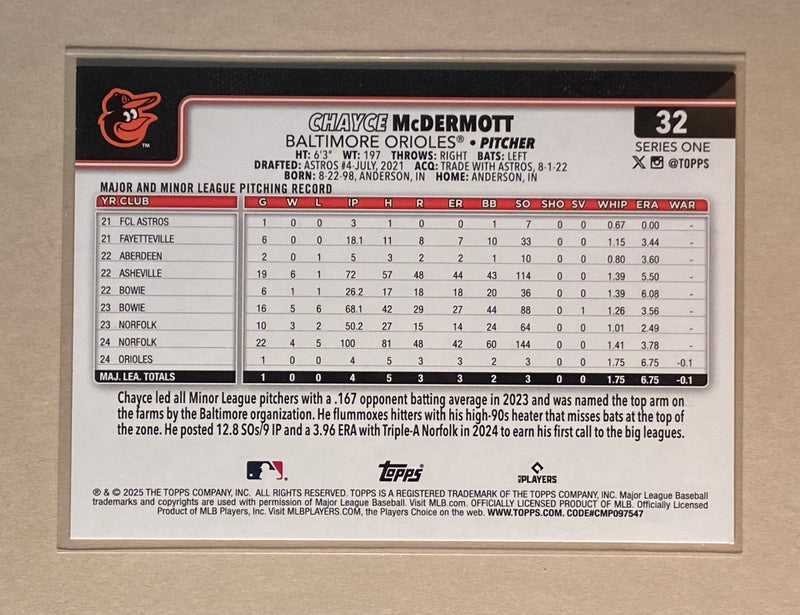 32
CHAYCE McDERMOTT
BALTIMORE ORIOLES® • PITCHER
SERIES ONE
@TOPPS
HT: 6'3" WT: 197 THROWS: RIGHT BATS: LEFT
DRAFTED: ASTROS #4-JULY, 2021 ACQ: TRADE WITH ASTROS, 8-1-22
BORN: 8-22-98, ANDERSON, IN HOME: ANDERSON, IN
TM
MAJOR AND MINOR LEAGUE PITCHING RECORD
YR CLUB G W L IP H R ER BB SO SHO SV WHIP ERA WAR
21 FCL ASTROS 1 0 0 3 1 0 0 1 7 0 0 0.67 0.00 -
21 FAYETTEVILLE 6 0 0 18.1 11 8 7 10 33 0 0 1.15 3.44 -
22 ABERDEEN 2 0 1 5 3 2 2 1 10 0 0 0.80 3.60 -
22 ASHEVILLE 19 6 1 72 57 48 44 43 114 0 0 1.39 5.50 -
22 BOWIE 6 1 1 26.2 17 18 18 20 36 0 0 1.39 6.08 -
23 BOWIE 16 5 6 68.1 42 29 27 44 88 0 1 1.26 3.56 -
23 NORFOLK 10 3 2 50.2 27 15 14 24 64 0 0 1.01 2.49 -
24 NORFOLK 22 4 5 100 81 48 42 60 144 0 0 1.41 3.78 -
24 ORIOLES 1 0 0 4 5 3 3 2 3 0 0 1.75 6.75 -0.1
MAJ. LEA. TOTALS 1 0 0 4 5 3 3 2 3 0 0 1.75 6.75 -0.1
Chayce led all Minor League pitchers with a .167 opponent batting average in 2023 and was named the top arm on
the farms by the Baltimore organization. He flummoxes hitters with his high-90s heater that misses bats at the top of
the zone. He posted 12.8 SOs/9 IP and a 3.96 ERA with Triple-A Norfolk in 2024 to earn his first call to the big leagues.
Topps
PLAYERS
® & © 2025 THE TOPPS COMPANY, INC. ALL RIGHTS RESERVED. TOPPS IS A REGISTERED TRADEMARK OF THE TOPPS COMPANY, INC. Major League Baseball
trademarks and copyrights are used with permission of Major League Baseball. Visit MLB.com. OFFICIALLY LICENSED PRODUCT OF MLB. Officially Licensed
Product of MLB Players, Inc. Visit MLBPLAYERS.com, the Players Choice on the web. WWW.TOPPS.COM. CODE#CMP097547